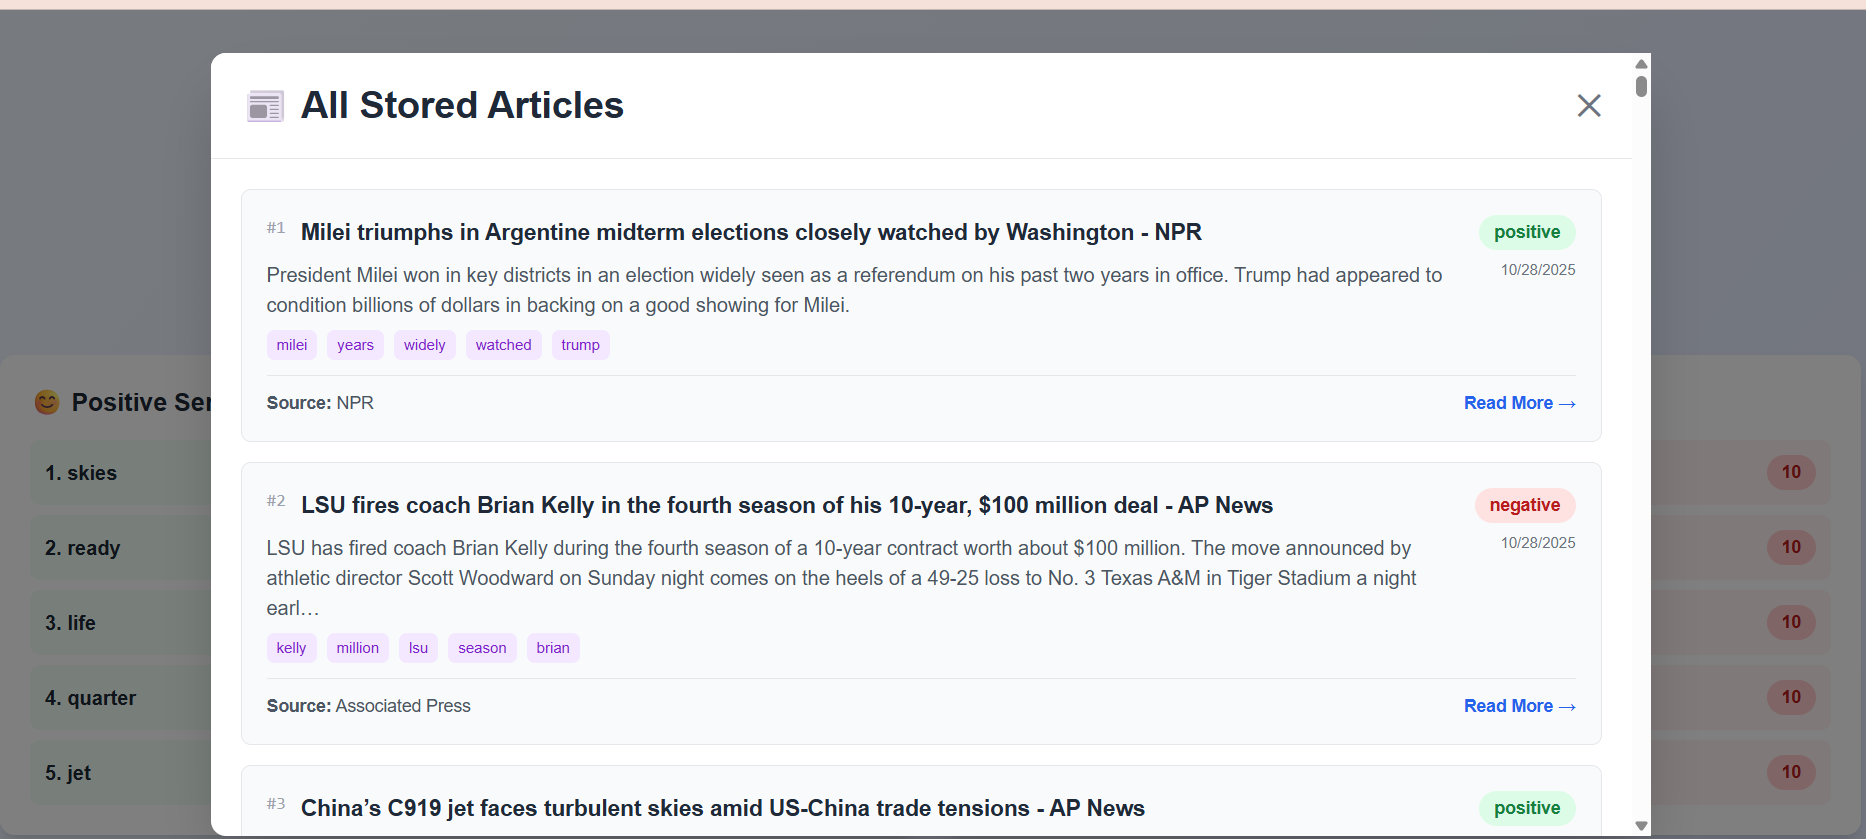 All Stored Articles
#1 Milei triumphs in Argentine midterm elections closely watched by Washington - NPR
positive
President Milei won in key districts in an election widely seen as a referendum on his past two years in office. Trump had appeared to
10/28/2025
condition billions of dollars in backing on a good showing for Milei.
milei years widely watched trump
Source: NPR
Read More →
#2 LSU fires coach Brian Kelly in the fourth season of his 10-year, $100 million deal - AP News
negative
LSU has fired coach Brian Kelly during the fourth season of a 10-year contract worth about $100 million. The move announced by
10/28/2025
athletic director Scott Woodward on Sunday night comes on the heels of a 49-25 loss to No. 3 Texas A&M in Tiger Stadium a night
earl…
kelly million lsu season brian
Source: Associated Press
Read More →
#3 China’s C919 jet faces turbulent skies amid US-China trade tensions - AP News
positive
Positive Ser
1. skies
2. ready
3. life
4. quarter
5. jet
10
10
10
10
10